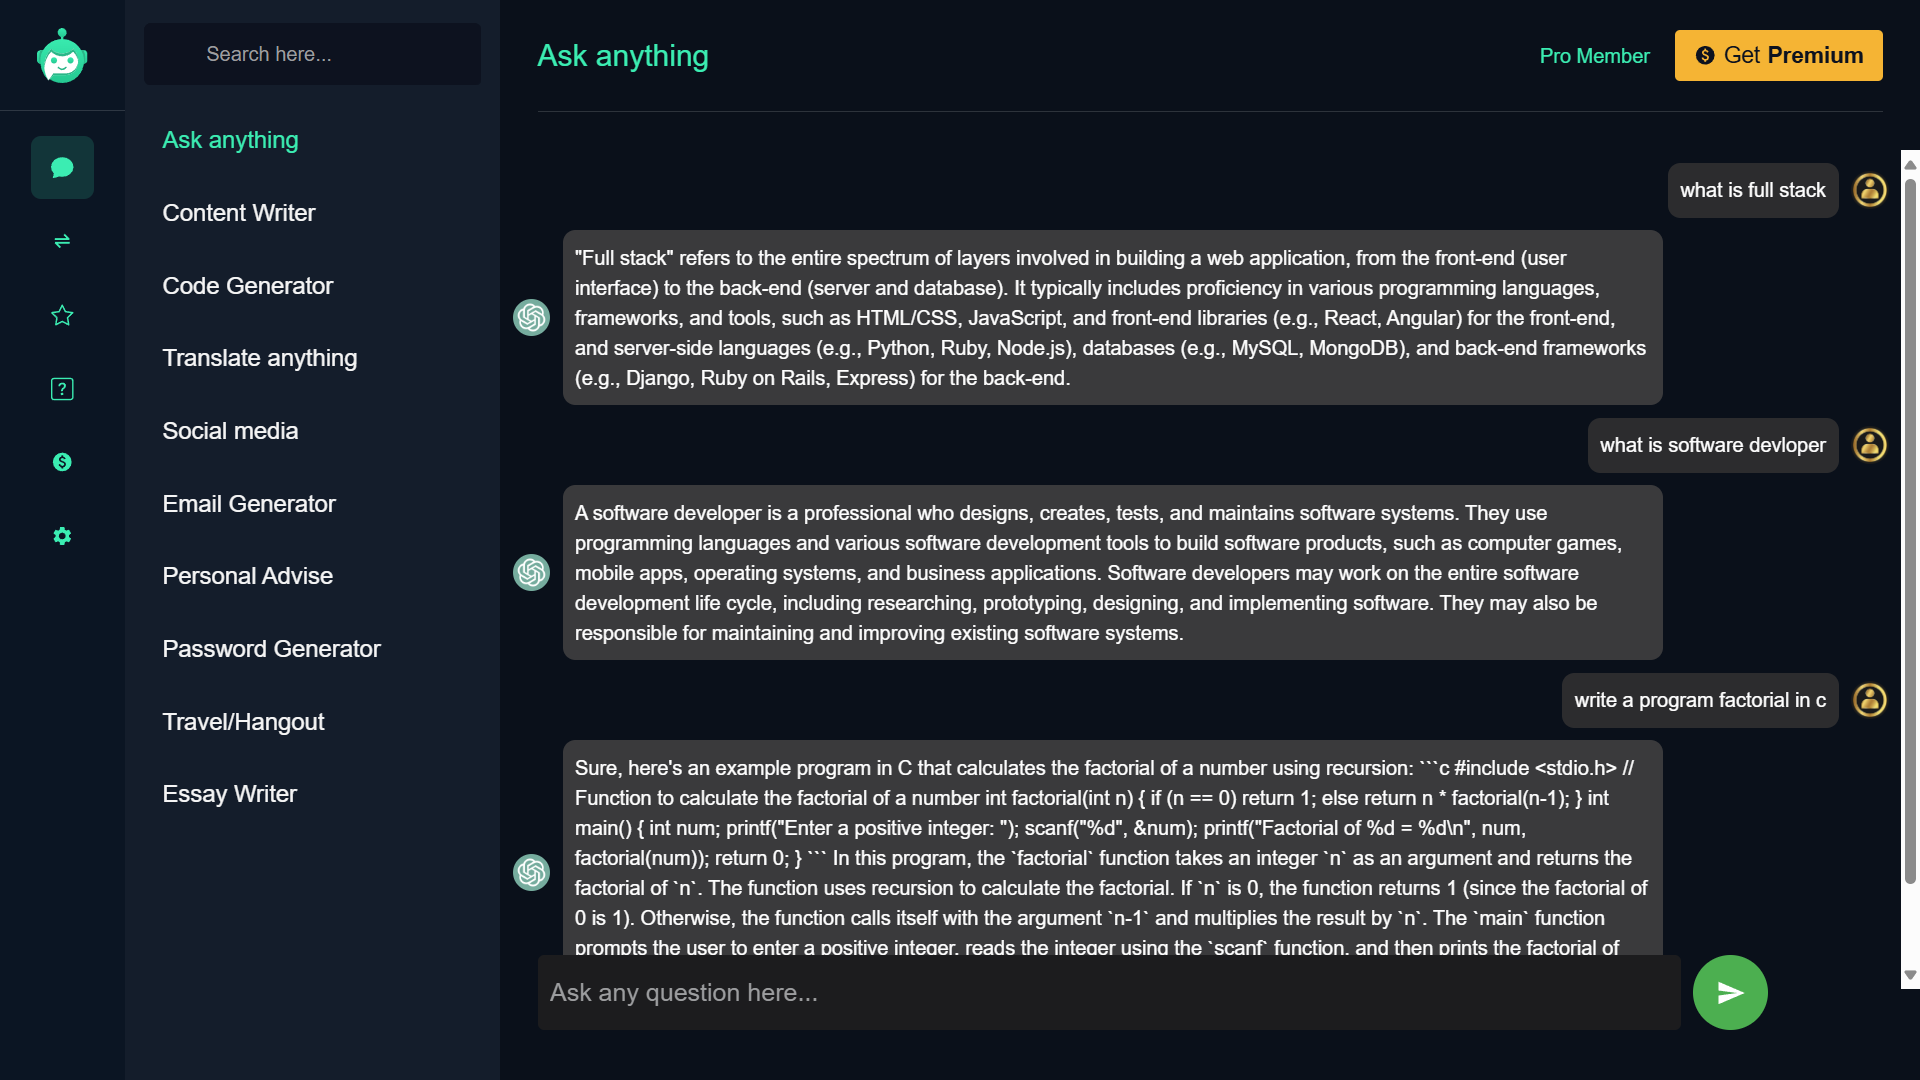 Search here...
Ask anything
Content Writer
Code Generator
Translate anything
Social media
Email Generator
Personal Advise
Password Generator
Travel/Hangout
Essay Writer
Ask anything
Pro Member
Get Premium
what is full stack
"Full stack" refers to the entire spectrum of layers involved in building a web application, from the front-end (user
interface) to the back-end (server and database). It typically includes proficiency in various programming languages,
frameworks, and tools, such as HTML/CSS, JavaScript, and front-end libraries (e.g., React, Angular) for the front-end,
and server-side languages (e.g., Python, Ruby, Node.js), databases (e.g., MySQL, MongoDB), and back-end frameworks
(e.g., Django, Ruby on Rails, Express) for the back-end.
what is software devloper
A software developer is a professional who designs, creates, tests, and maintains software systems. They use
programming languages and various software development tools to build software products, such as computer games,
mobile apps, operating systems, and business applications. Software developers may work on the entire software
development life cycle, including researching, prototyping, designing, and implementing software. They may also be
responsible for maintaining and improving existing software systems.
write a program factorial in c
Sure, here's an example program in C that calculates the factorial of a number using recursion: ```c #include <stdio.h> //
Function to calculate the factorial of a number int factorial(int n) { if (n == 0) return 1; else return n * factorial(n-1); } int
main() { int num; printf("Enter a positive integer: "); scanf("%d", &num); printf("Factorial of %d = %d\n", num,
factorial(num)); return 0; } ``` In this program, the `factorial` function takes an integer `n` as an argument and returns the
factorial of `n`. The function uses recursion to calculate the factorial. If `n` is 0, the function returns 1 (since the factorial of
0 is 1). Otherwise, the function calls itself with the argument `n-1` and multiplies the result by `n`. The `main` function
prompts the user to enter a positive integer, reads the integer using the `scanf` function, and then prints the factorial of
Ask any question here...